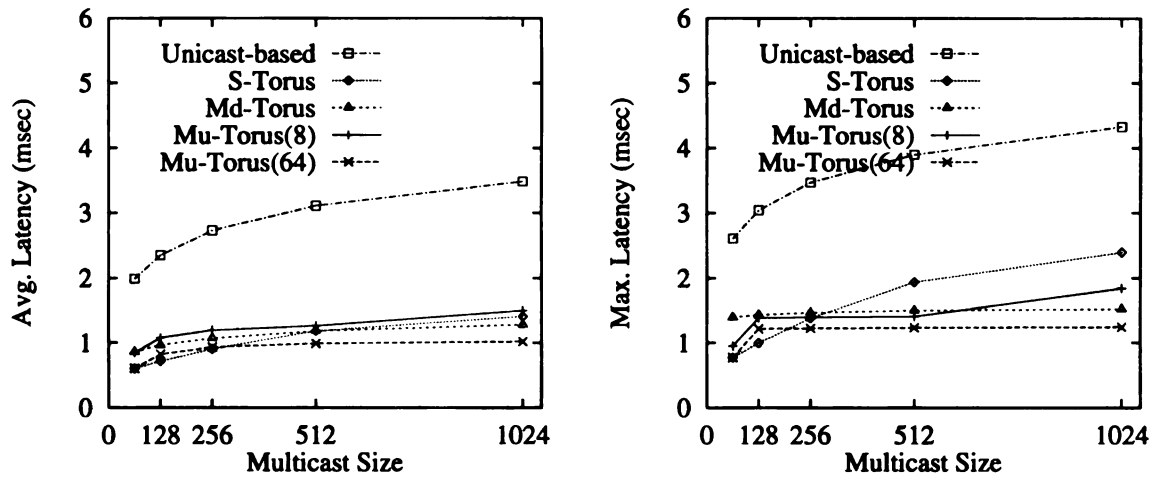 Avg. Latency (msec)
6
5
4
3
2
1
0
Unicast-based
S-Torus
Md-Torus
Mu-Torus(8)
Mu-Torus(64)
0 128 256 512 1024
Multicast Size
Max. Latency (msec)
6
5
4
3
2
1
0
Unicast-based
S-Torus
Md-Torus
Mu-Torus(8)
Mu-Torus(64)
0 128 256 512 1024
Multicast Size